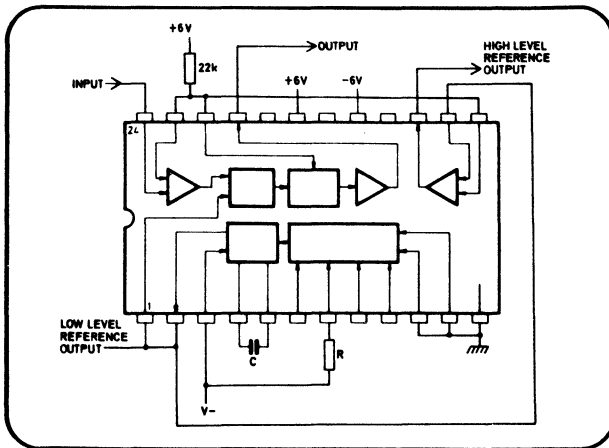 +6V
22k
INPUT
OUTPUT
+6V
-6V
HIGH LEVEL
REFERENCE
OUTPUT
24
1
LOW LEVEL
REFERENCE
OUTPUT
C
R
V-